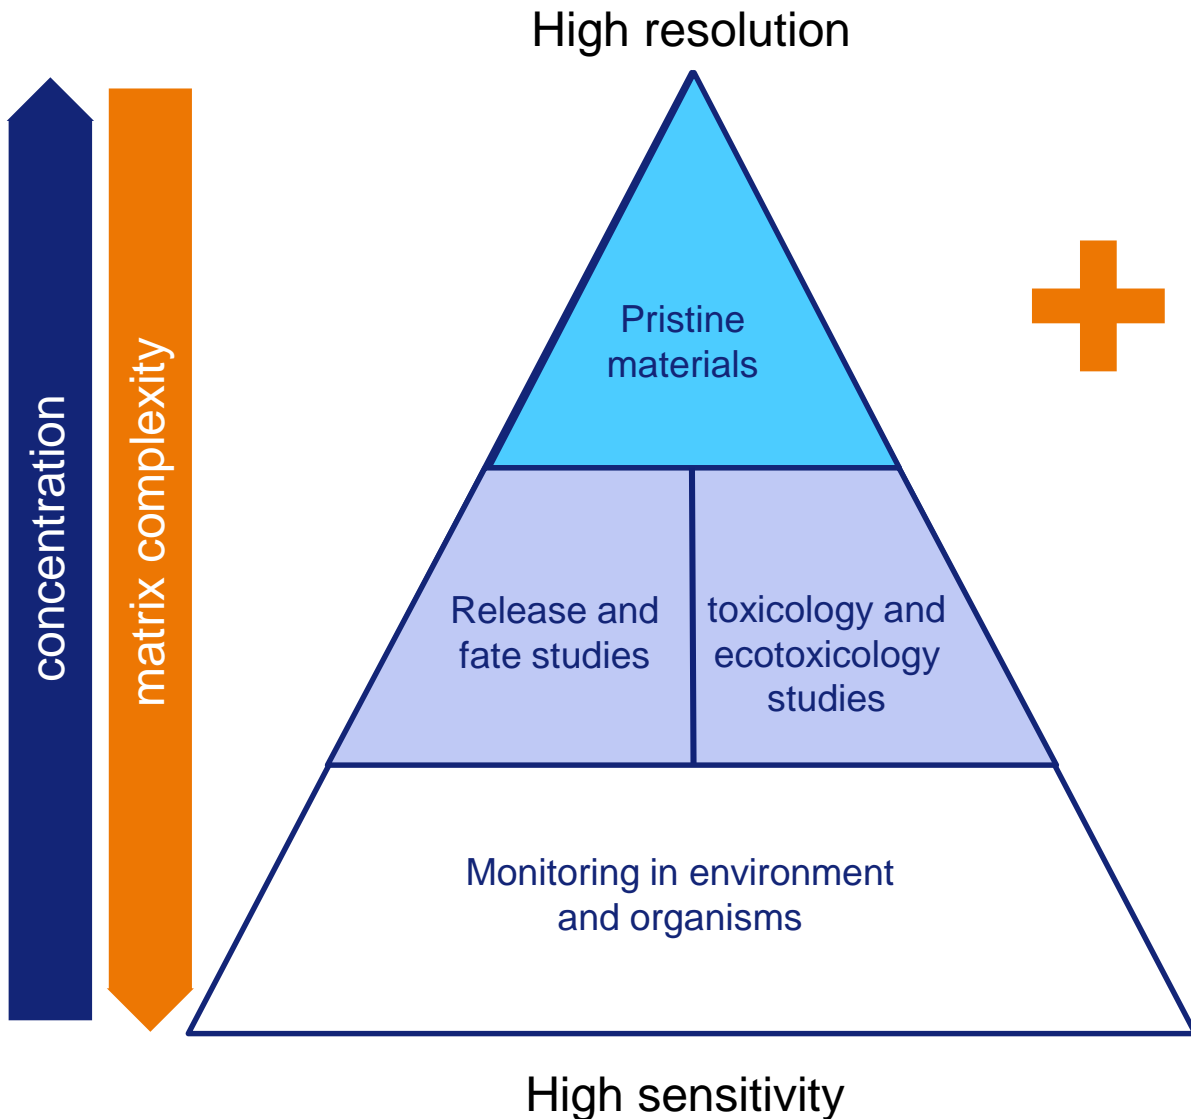 High resolution
concentration
matrix complexity
Pristine
materials
Release and
fate studies
toxicology and
ecotoxicology
studies
Monitoring in environment
and organisms
High sensitivity